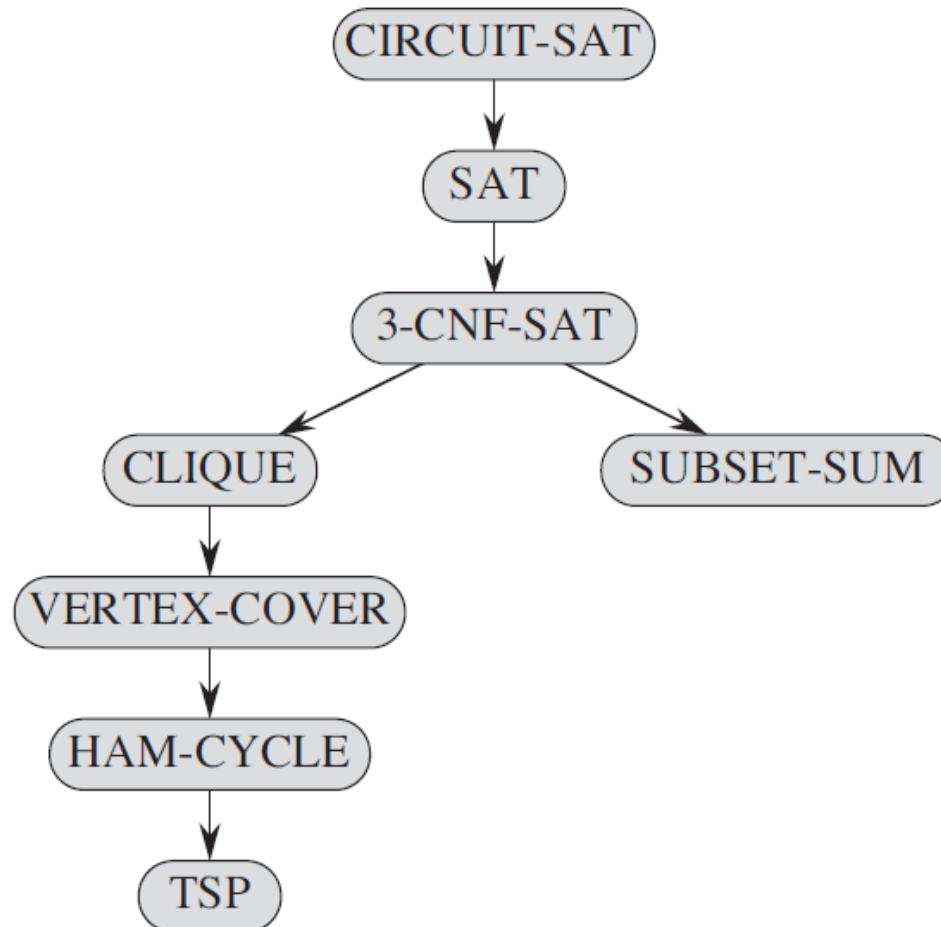 CIRCUIT-SAT
SAT
3-CNF-SAT
CLIQUE
SUBSET-SUM
VERTEX-COVER
HAM-CYCLE
TSP